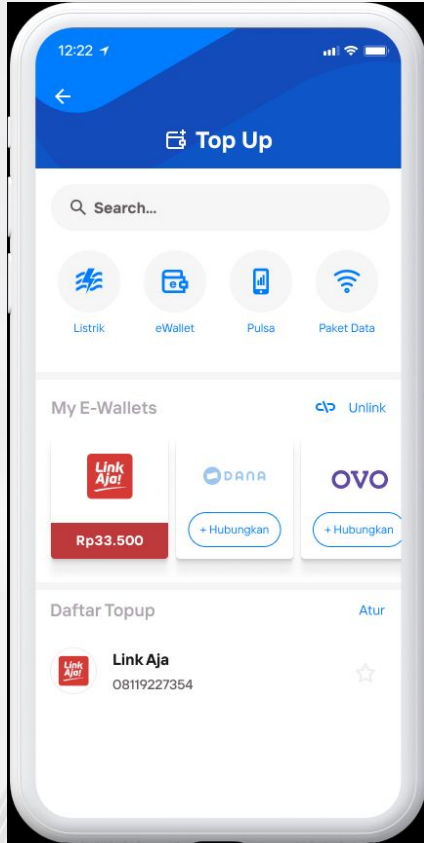 12:22
Top Up
Search...
Listrik eWallet Pulsa Paket Data
My E-Wallets Unlink
Link Aja!
DANA
OVO
Rp33.500
+ Hubungkan
+ Hubungkan
Daftar Topup Atur
Link Aja!
Link Aja
08119227354